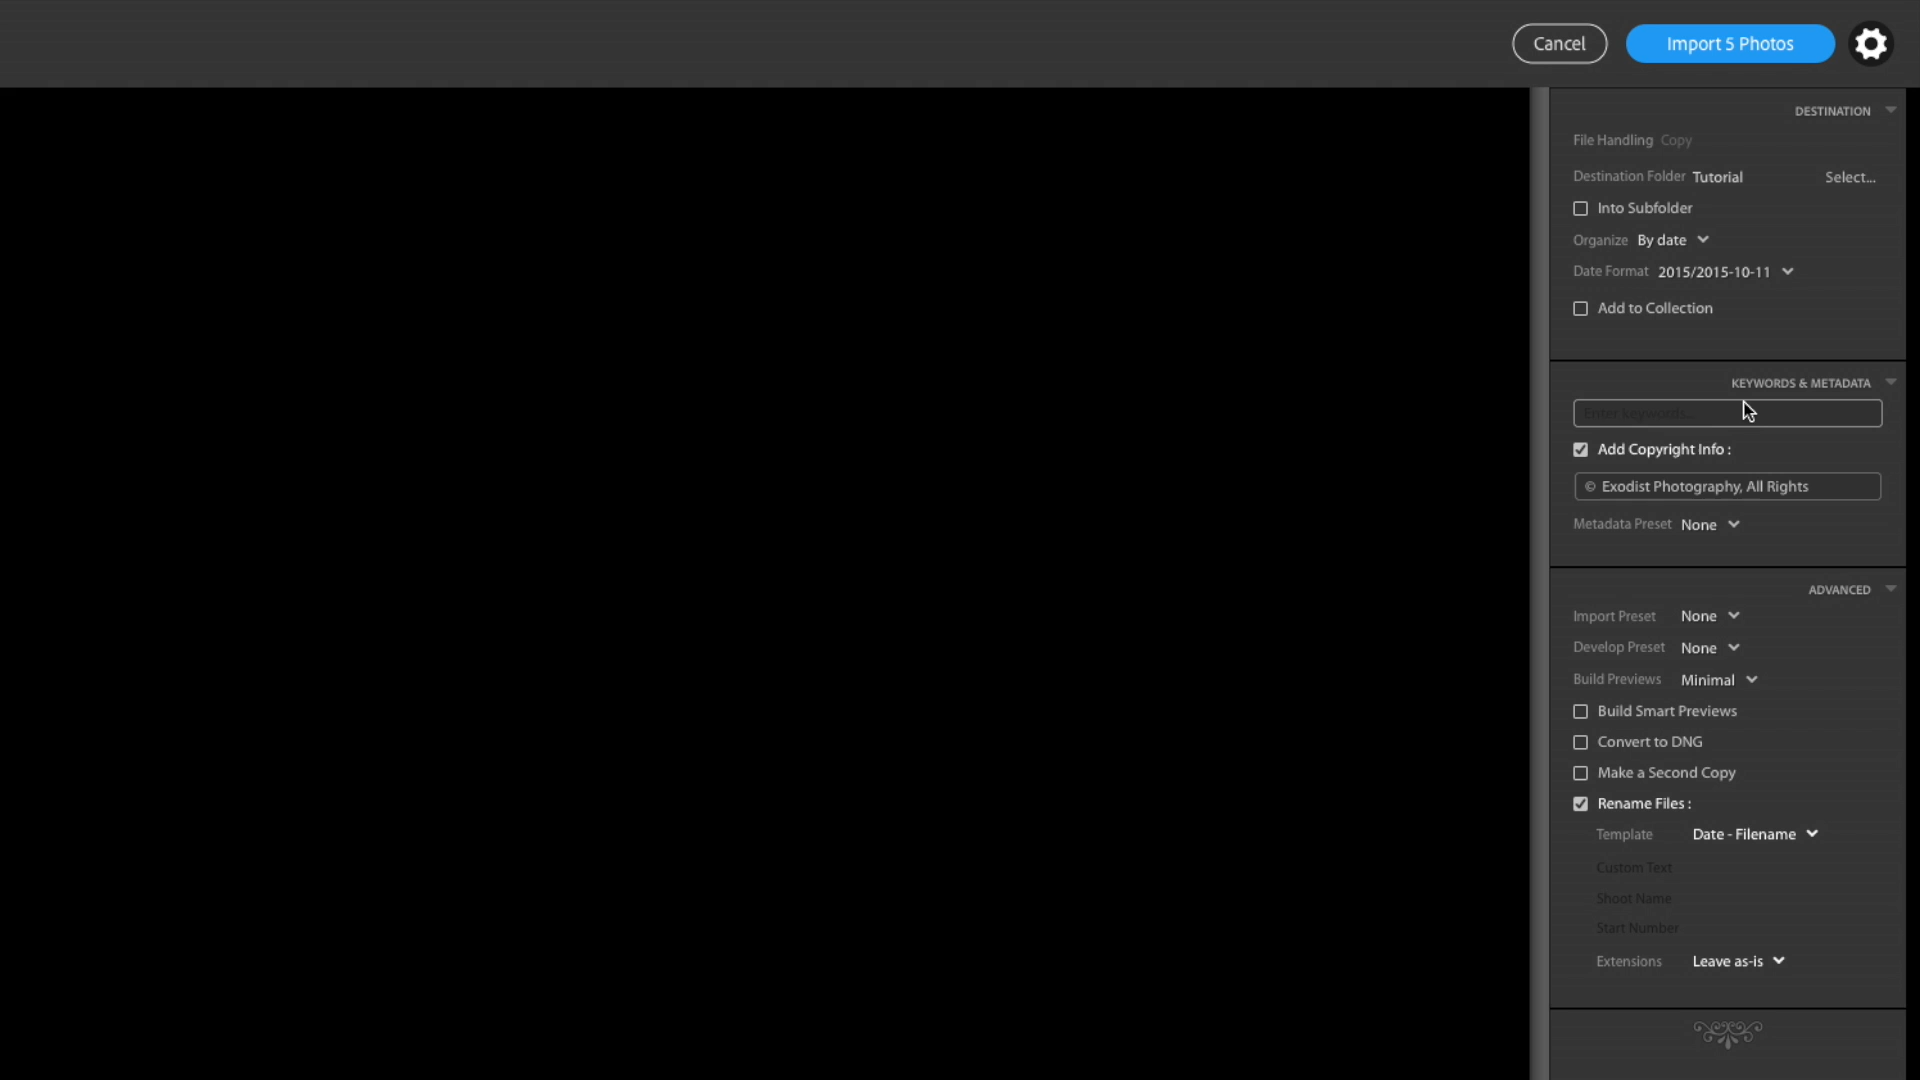 Cancel
Import 5 Photos
DESTINATION
File Handling Copy
Destination Folder Tutorial Select...
Into Subfolder
Organize By date
Date Format 2015/2015-10-11
Add to Collection
KEYWORDS & METADATA
Enter keywords...
Add Copyright Info :
© Exodist Photography, All Rights
Metadata Preset None
ADVANCED
Import Preset None
Develop Preset None
Build Previews Minimal
Build Smart Previews
Convert to DNG
Make a Second Copy
Rename Files :
Template Date - Filename
Custom Text
Shoot Name
Start Number
Extensions Leave as-is